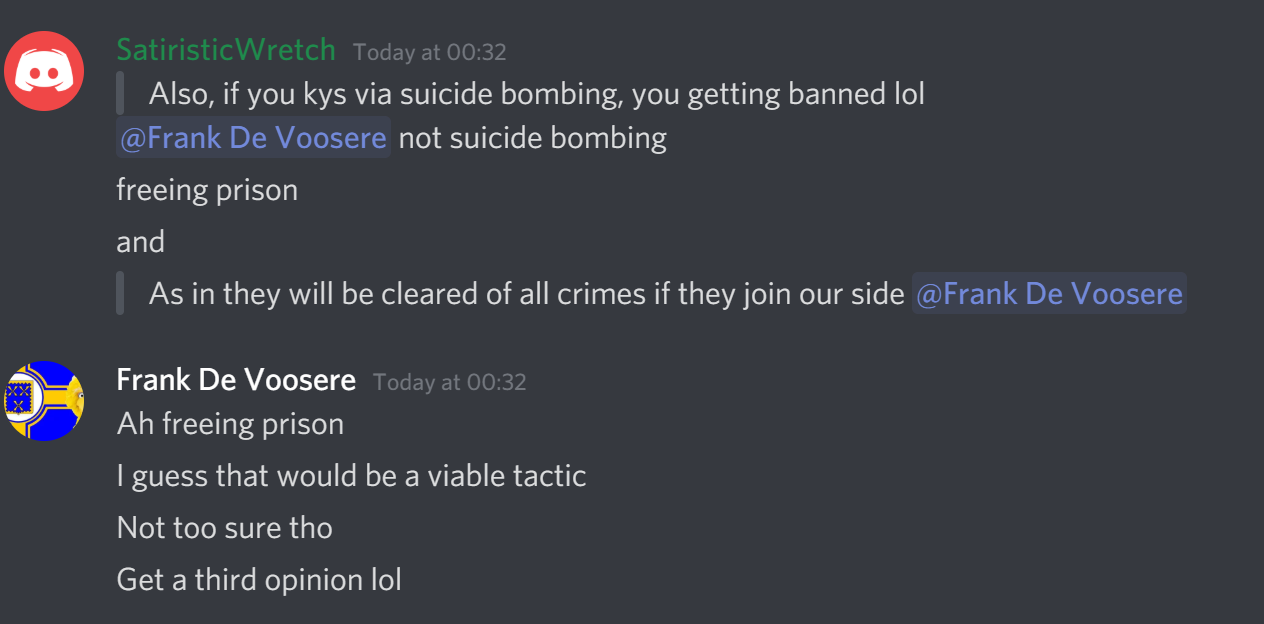 SatiristicWretch Today at 00:32
Also, if you kys via suicide bombing, you getting banned lol
@Frank De Voosere not suicide bombing
freeing prison
and
As in they will be cleared of all crimes if they join our side @Frank De Voosere
Frank De Voosere Today at 00:32
Ah freeing prison
I guess that would be a viable tactic
Not too sure tho
Get a third opinion lol